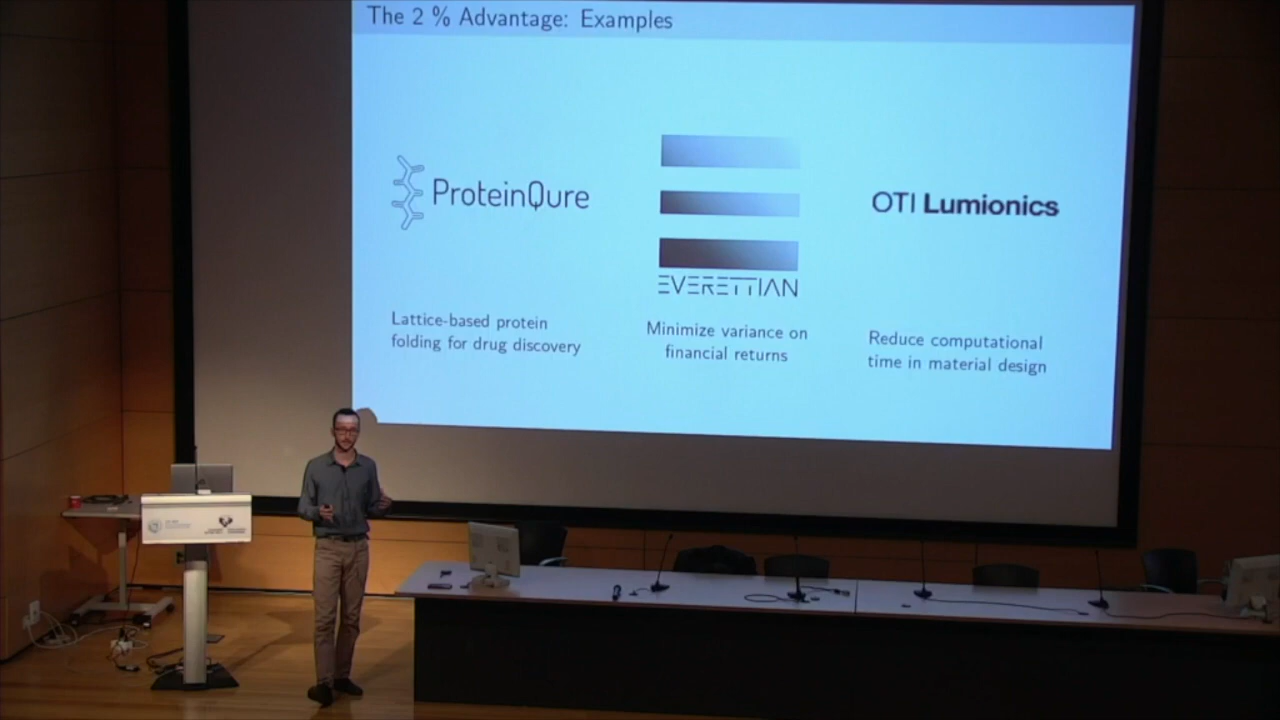 The 2 % Advantage: Examples
ProteinQure
EVERETTIAN
OTI Lumionics
Lattice-based protein
folding for drug discovery
Minimize variance on
financial returns
Reduce computational
time in material design